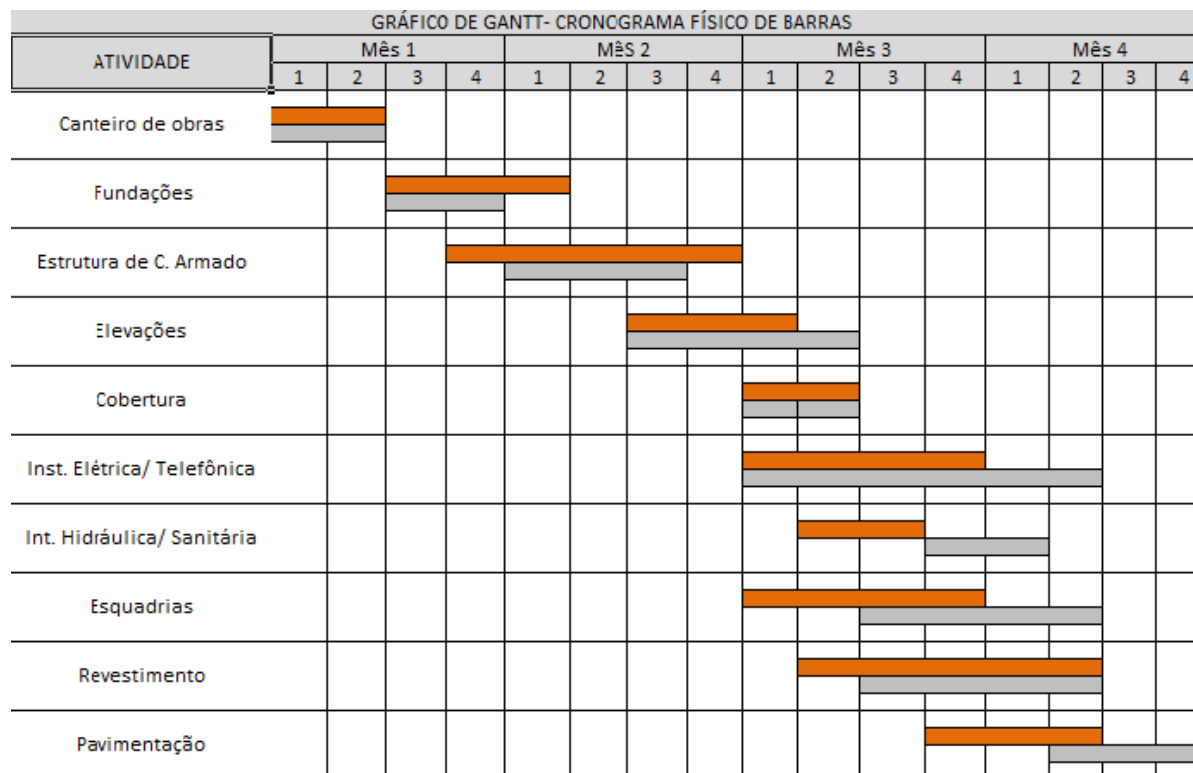 GRÁFICO DE GANTT- CRONOGRAMA FÍSICO DE BARRAS
ATIVIDADE
Mês 1 MêS 2 Mês 3 Mês 4
1 2 3 4 1 2 3 4 1 2 3 4 1 2 3 4
Canteiro de obras
Fundações
Estrutura de C. Armado
Elevações
Cobertura
Inst. Elétrica/ Telefônica
Int. Hidráulica/ Sanitária
Esquadrias
Revestimento
Pavimentação